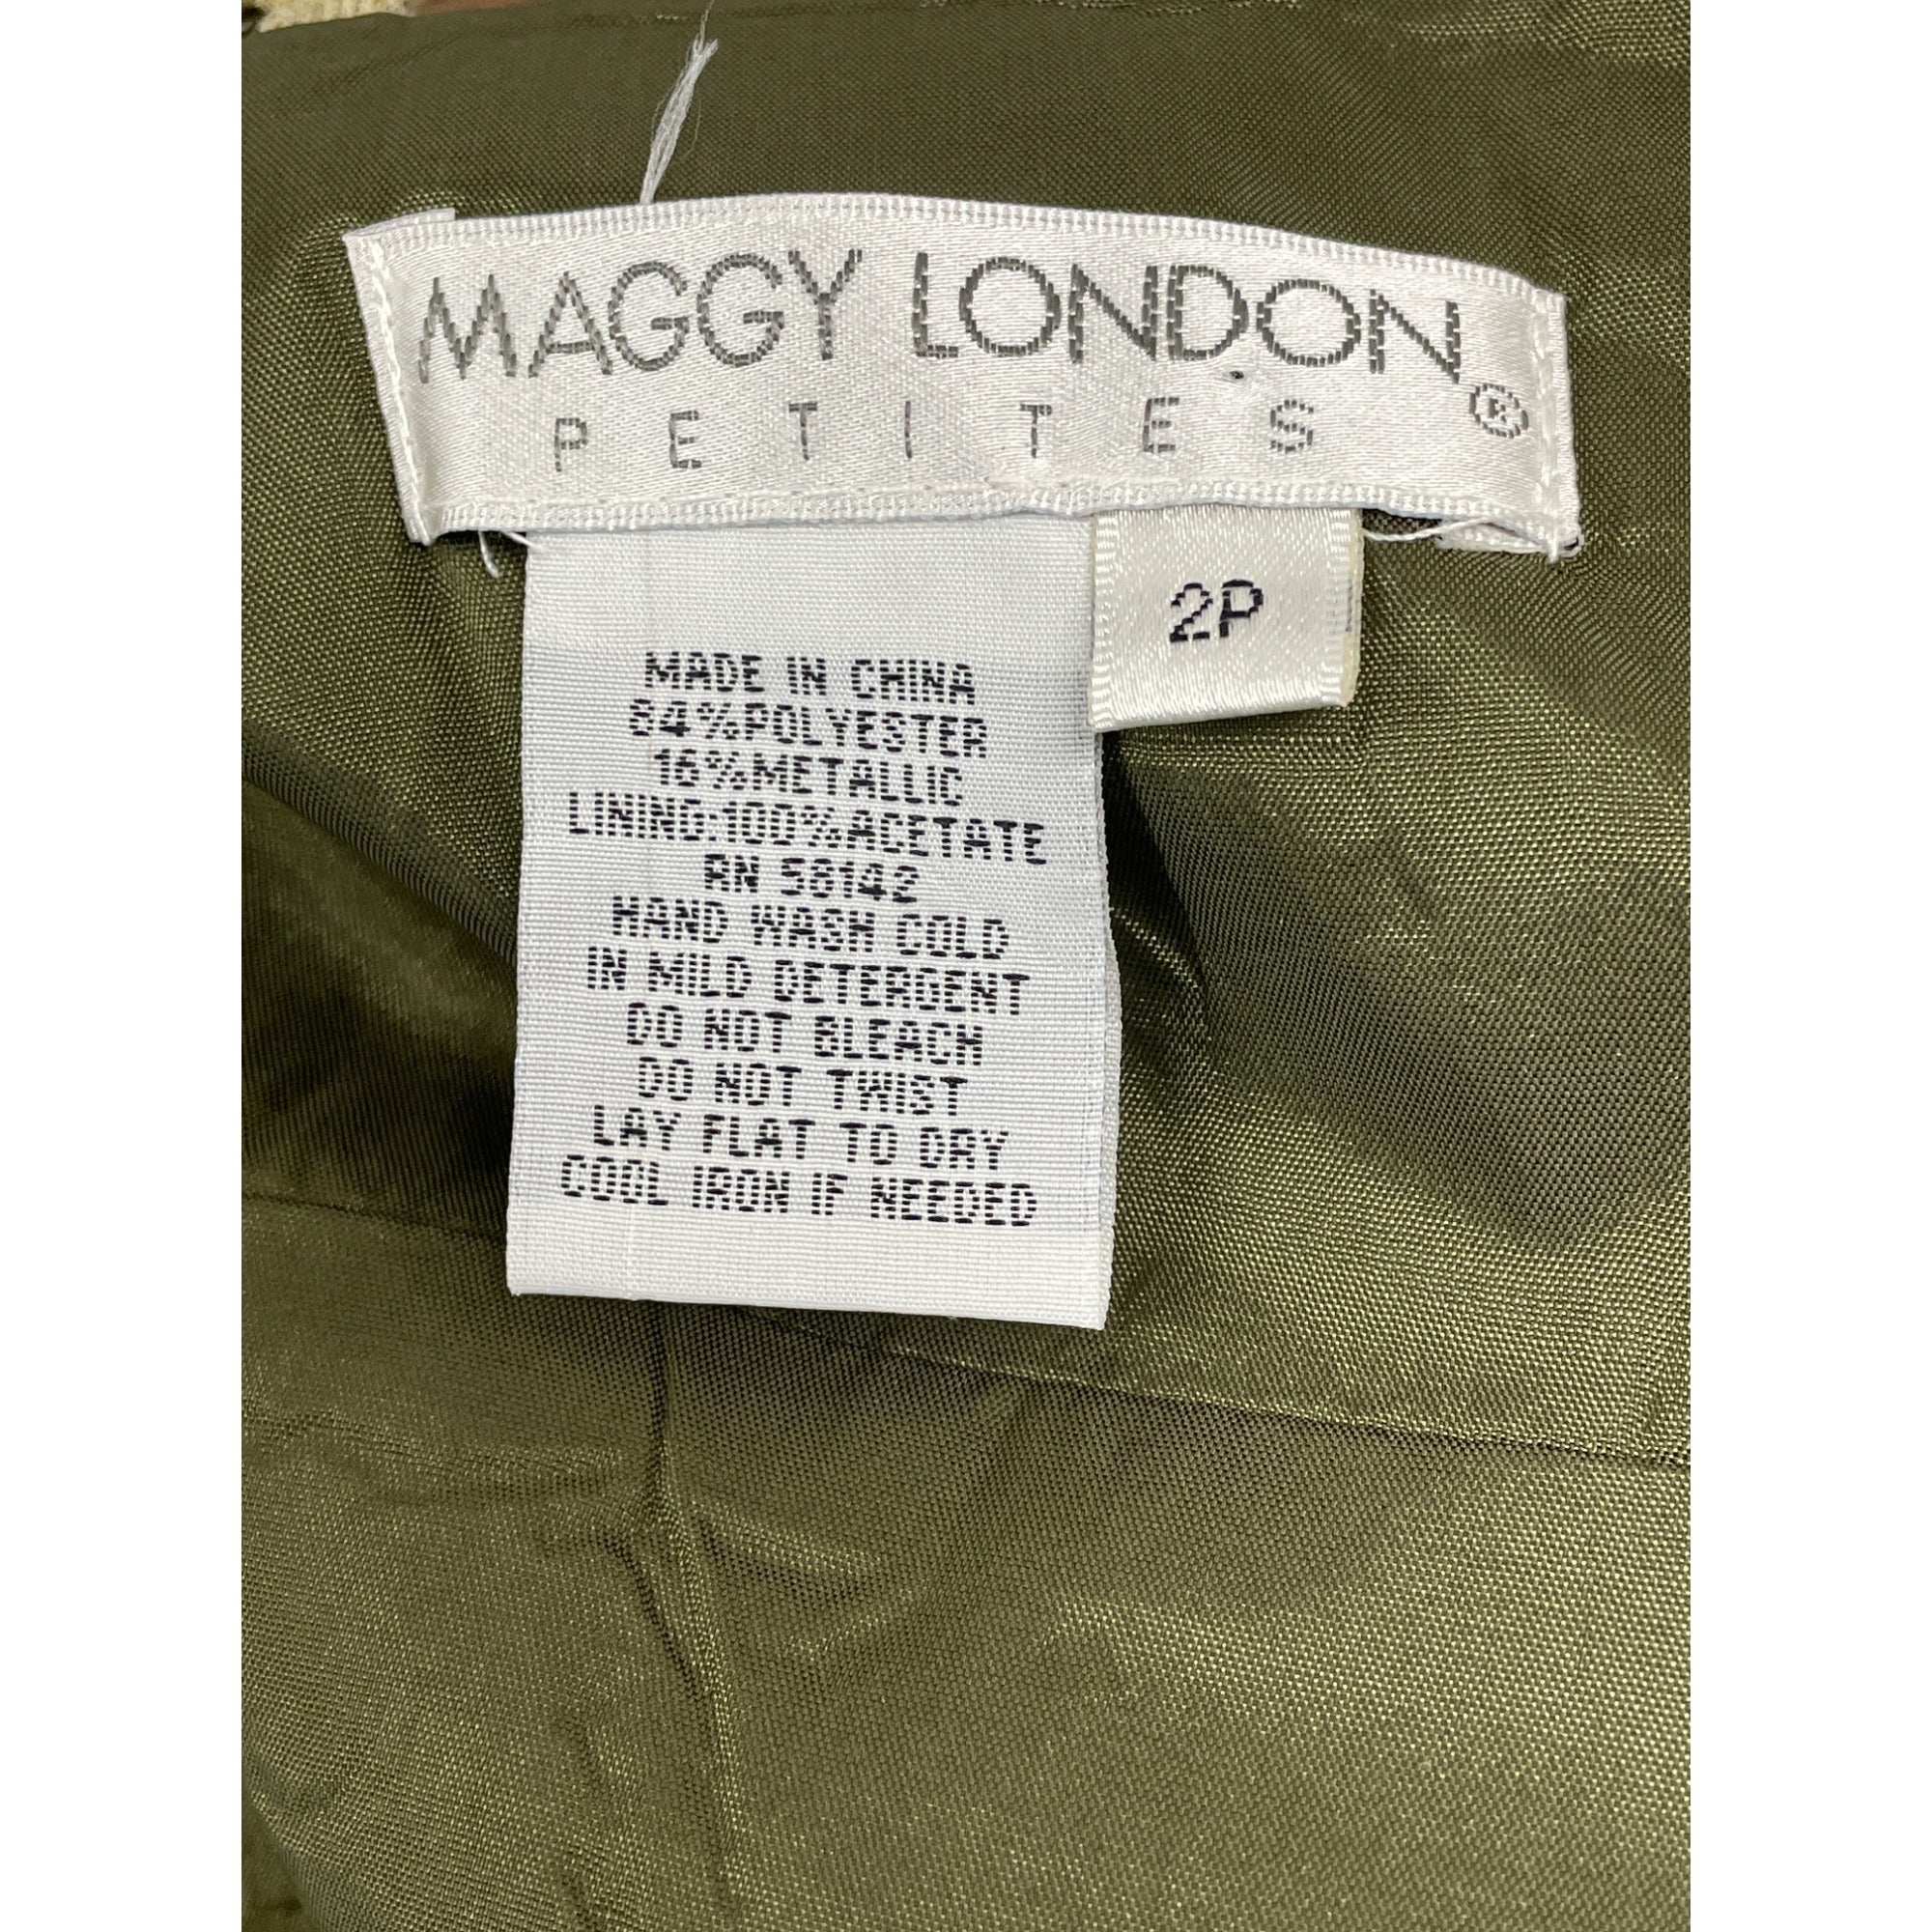 MAGGY LONDON®
PETITES
2P
MADE IN CHINA
84%POLYESTER
16%METALLIC
LINING:100%ACETATE
RN 58142
HAND WASH COLD
IN MILD DETERGENT
DO NOT BLEACH
DO NOT TWIST
LAY FLAT TO DRY
COOL IRON IF NEEDED